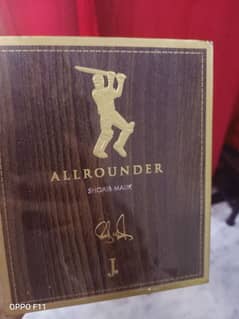 ALLROUNDER
SHOAIB MALIK
J.
OPPO F11